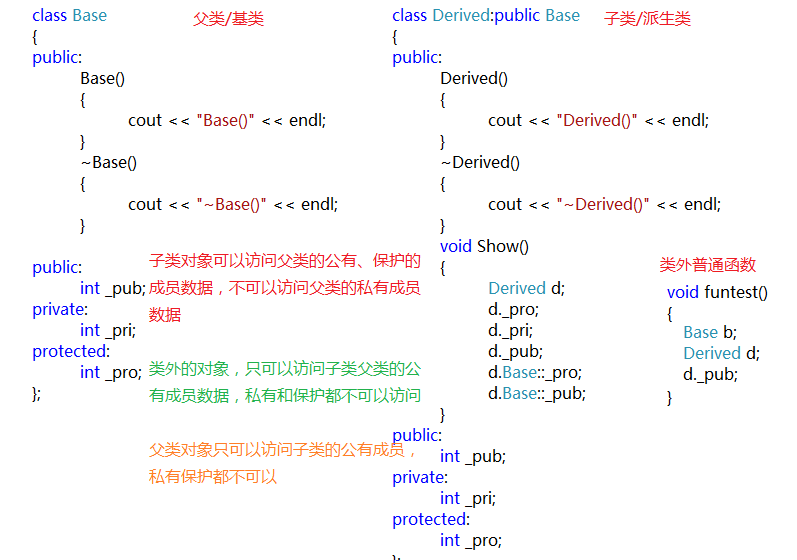 class Base
父类/基类
{
public:
Base()
{
cout << "Base()" << endl;
}
~Base()
{
cout << "~Base()" << endl;
}
public:
int _pub;
private:
int _pri;
protected:
int _pro;
};
子类对象可以访问父类的公有、保护的
成员数据，不可以访问父类的私有成员
数据
类外的对象，只可以访问子类父类的公
有成员数据，私有和保护都不可以访问
父类对象只可以访问子类的公有成员，
私有保护都不可以
class Derived:public Base
子类/派生类
{
public:
Derived()
{
cout << "Derived()" << endl;
}
~Derived()
{
cout << "~Derived()" << endl;
}
void Show()
{
Derived d;
d._pro;
d._pri;
d._pub;
d.Base::_pro;
d.Base::_pub;
}
public:
int _pub;
private:
int _pri;
protected:
int _pro;
};
类外普通函数
void funtest()
{
Base b;
Derived d;
d._pub;
}